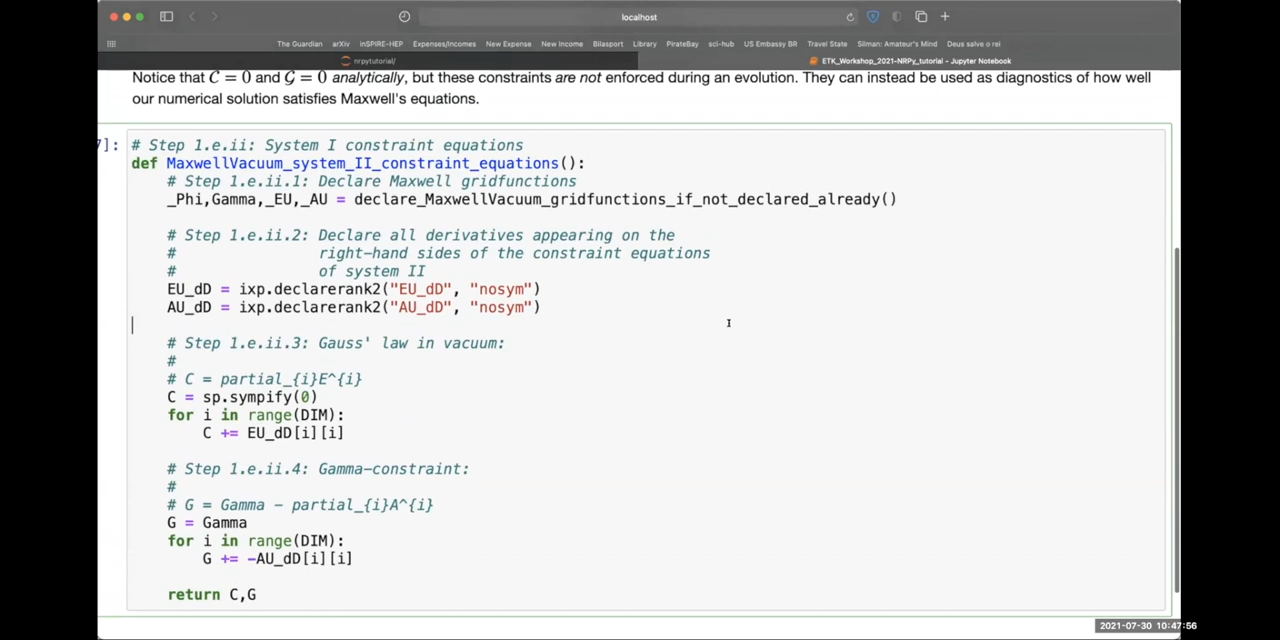 localhost
The Guardian arXiv iNSPIRE-HEP Expenses/Incomes New Expense New Income Bilasport Library PirateBay sci-hub US Embassy BR Travel State Silman: Amateur's Mind Deus salve o rei
nrpytutorial/ ETK_Workshop_2021-NRPy_tutorial - Jupyter Notebook
Notice that 𝒞 = 0 and 𝒢 = 0 analytically, but these constraints are not enforced during an evolution. They can instead be used as diagnostics of how well
our numerical solution satisfies Maxwell's equations.
7]: # Step 1.e.ii: System I constraint equations
def MaxwellVacuum_system_II_constraint_equations():
# Step 1.e.ii.1: Declare Maxwell gridfunctions
_Phi,Gamma,_EU,_AU = declare_MaxwellVacuum_gridfunctions_if_not_declared_already()
# Step 1.e.ii.2: Declare all derivatives appearing on the
# right-hand sides of the constraint equations
# of system II
EU_dD = ixp.declarerank2("EU_dD", "nosym")
AU_dD = ixp.declarerank2("AU_dD", "nosym")
# Step 1.e.ii.3: Gauss' law in vacuum:
#
# C = partial_{i}E^{i}
C = sp.sympify(0)
for i in range(DIM):
C += EU_dD[i][i]
# Step 1.e.ii.4: Gamma-constraint:
#
# G = Gamma - partial_{i}A^{i}
G = Gamma
for i in range(DIM):
G += -AU_dD[i][i]
return C,G
2021-07-30 10:47:56